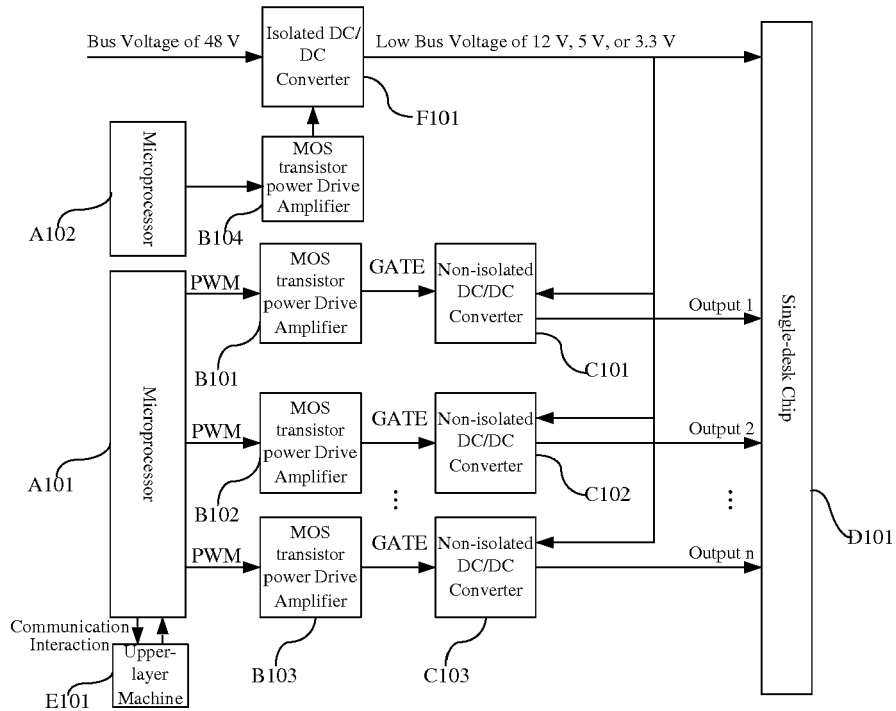 Bus Voltage of 48 V
Isolated DC/
DC
Converter
Low Bus Voltage of 12 V, 5 V, or 3.3 V
F101
Microprocessor
A102
MOS
transistor
power Drive
Amplifier
B104
Microprocessor
A101
PWM
MOS
transistor
power Drive
Amplifier
B101
GATE
Non-isolated
DC/DC
Converter
C101
Output 1
PWM
MOS
transistor
power Drive
Amplifier
B102
GATE
Non-isolated
DC/DC
Converter
C102
Output 2
⋮
⋮
PWM
MOS
transistor
power Drive
Amplifier
B103
GATE
Non-isolated
DC/DC
Converter
C103
Output n
Single-desk Chip
D101
Communication
Interaction
Upper-
layer
Machine
E101